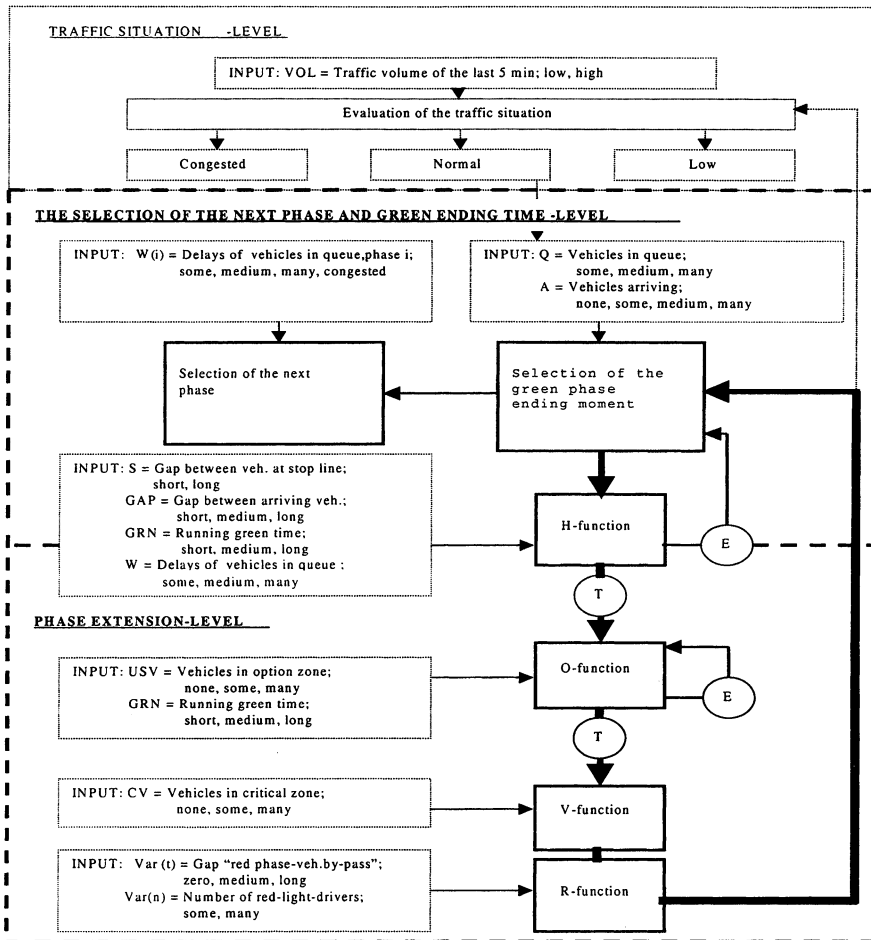 TRAFFIC SITUATION -LEVEL
INPUT: VOL = Traffic volume of the last 5 min; low, high
Evaluation of the traffic situation
Congested
Normal
Low
THE SELECTION OF THE NEXT PHASE AND GREEN ENDING TIME -LEVEL
INPUT: W(i) = Delays of vehicles in queue,phase i;
some, medium, many, congested
INPUT: Q = Vehicles in queue;
some, medium, many
A = Vehicles arriving;
none, some, medium, many
Selection of the next
phase
Selection of the
green phase
ending moment
INPUT: S = Gap between veh. at stop line;
short, long
GAP = Gap between arriving veh.;
short, medium, long
GRN = Running green time;
short, medium, long
W = Delays of vehicles in queue ;
some, medium, many
H-function
E
T
PHASE EXTENSION-LEVEL
INPUT: USV = Vehicles in option zone;
none, some, many
GRN = Running green time;
short, medium, long
O-function
E
T
INPUT: CV = Vehicles in critical zone;
none, some, many
V-function
INPUT: Var (t) = Gap “red phase-veh.by-pass”;
zero, medium, long
Var(n) = Number of red-light-drivers;
some, many
R-function